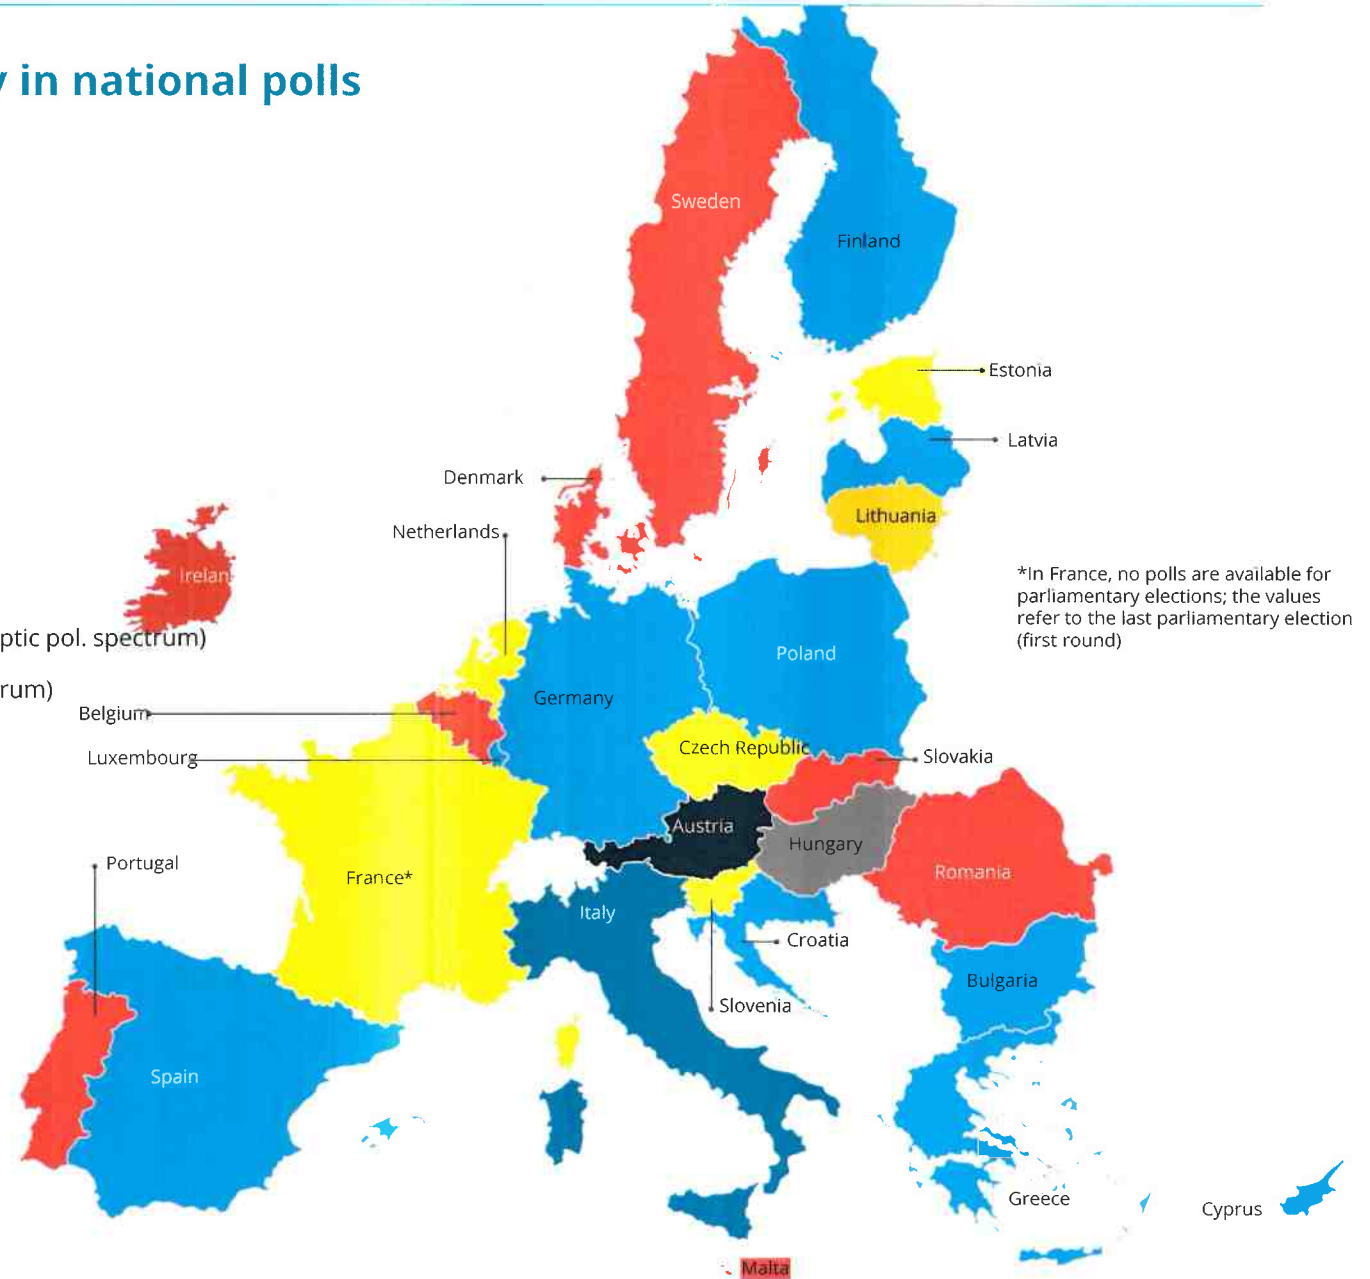 y in national polls
Sweden
Finland
Estonia
Latvia
Denmark
Lithuania
Netherlands
Irelan
*In France, no polls are available for
parliamentary elections; the values
refer to the last parliamentary election
(first round)
ptic pol. spectrum)
Poland
rum)
Germany
Belgium
Czech Republic
Luxembourg
Slovakia
Austria
Hungary
Portugal
Romania
France*
Italy
Croatia
Bulgaria
Slovenia
Spain
Greece
Cyprus
Malta